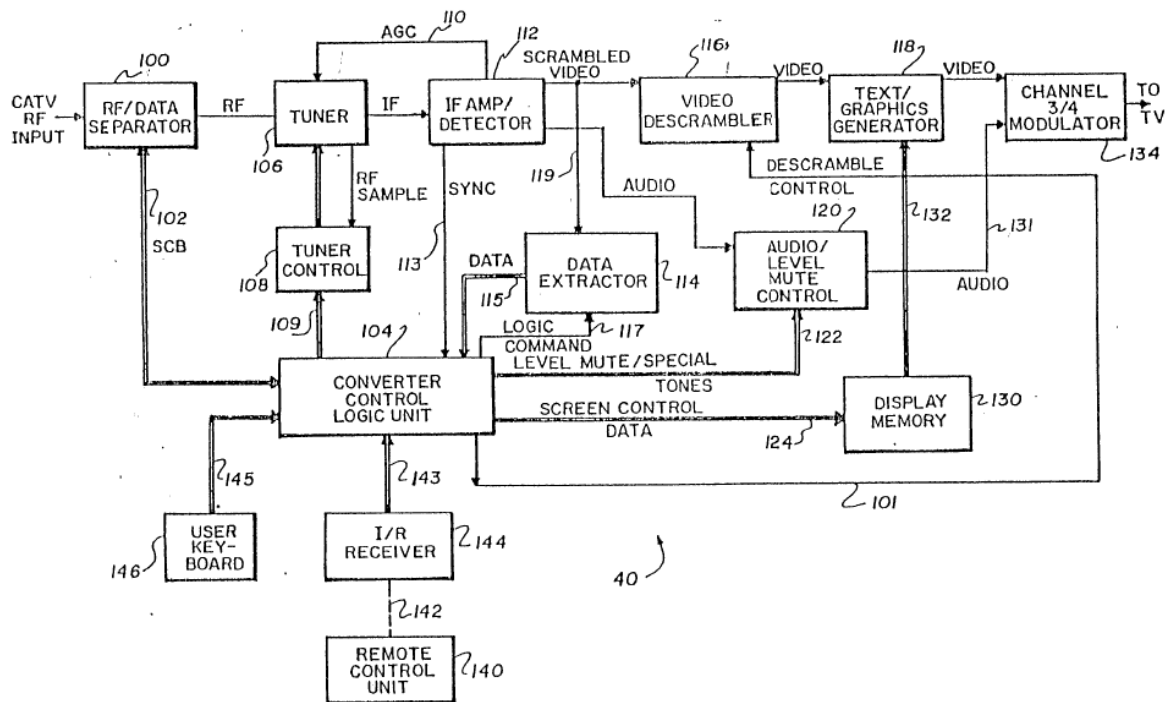 110
AGC
112
100
SCRAMBLED
VIDEO
116
VIDEO
118
VIDEO
CATV
RF
INPUT
RF/DATA
SEPARATOR
RF
TUNER
IF
IF AMP/
DETECTOR
VIDEO
DESCRAMBLER
TEXT/
GRAPHICS
GENERATOR
CHANNEL
3/4
MODULATOR
TO
TV
134
106
RF
SAMPLE
SYNC
119
AUDIO
DESCRAMBLE
CONTROL
102
SCB
113
120
132
131
TUNER
CONTROL
108
DATA
115
DATA
EXTRACTOR
114
AUDIO/
LEVEL
MUTE
CONTROL
AUDIO
109
104
LOGIC
COMMAND
117
122
LEVEL MUTE/SPECIAL
TONES
CONVERTER
CONTROL
LOGIC UNIT
SCREEN CONTROL
DATA
124
DISPLAY
MEMORY
130
145
143
101
USER
KEY-
BOARD
146
I/R
RECEIVER
144
40
142
REMOTE
CONTROL
UNIT
140